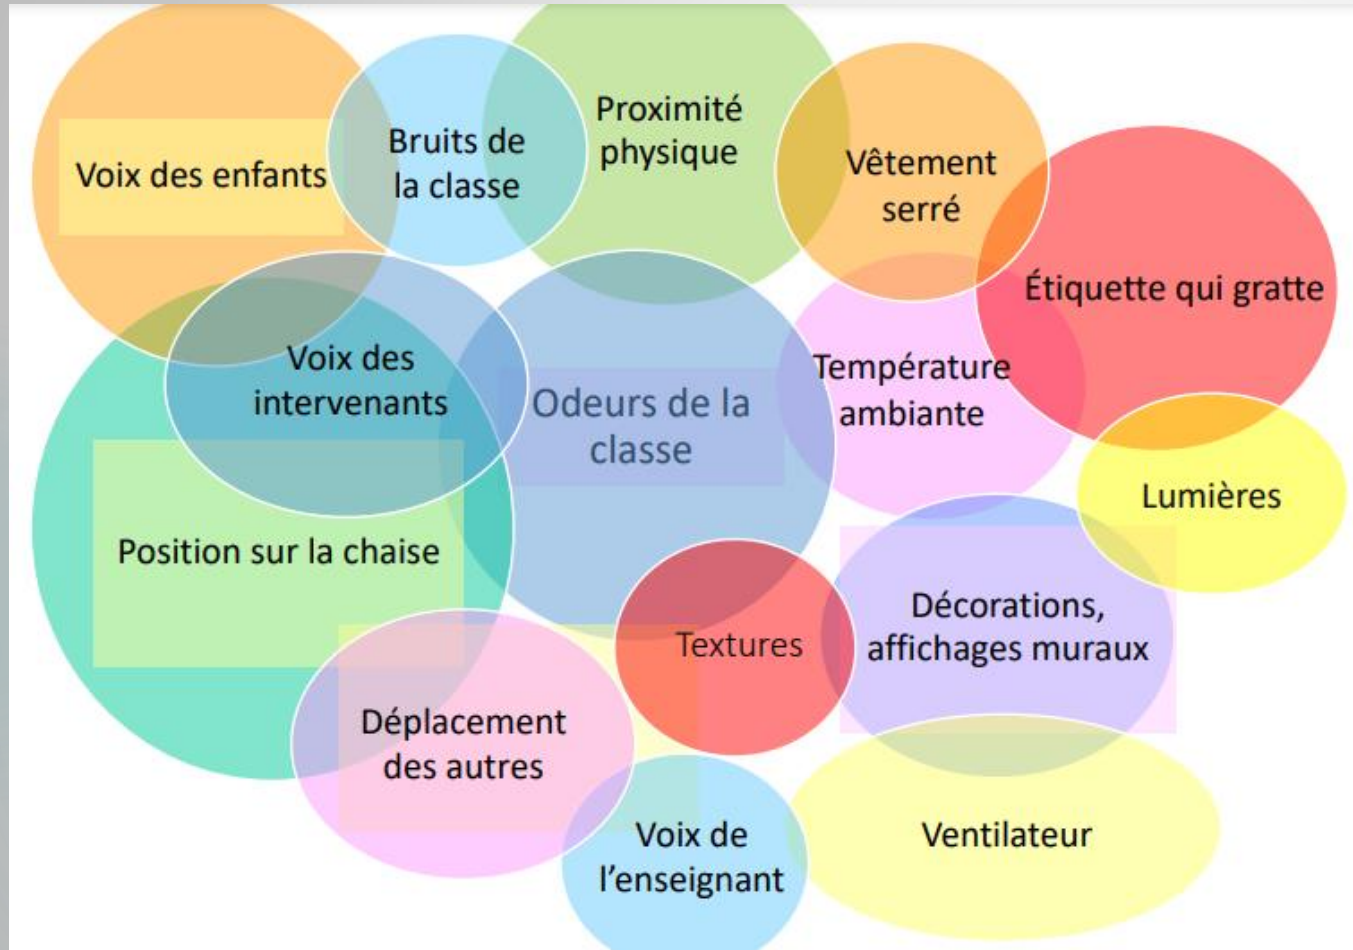 Proximité
physique
Bruits de
la classe
Voix des enfants
Vêtement
serré
Étiquette qui gratte
Voix des
intervenants
Odeurs de la
classe
Température
ambiante
Lumières
Position sur la chaise
Textures
Décorations,
affichages muraux
Déplacement
des autres
Voix de
l’enseignant
Ventilateur